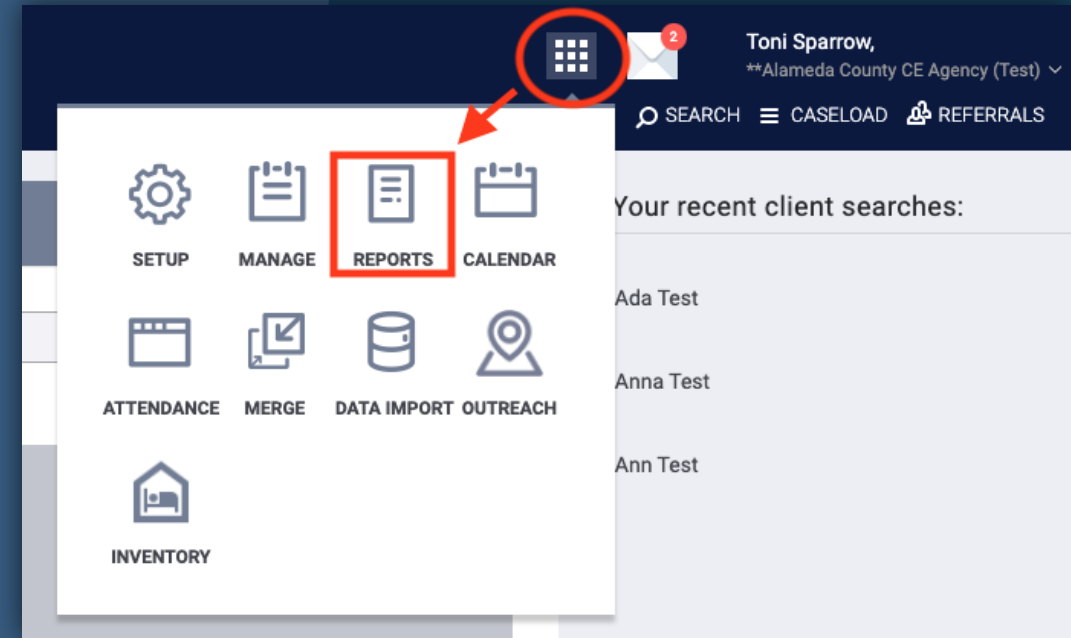 2
Toni Sparrow,
**Alameda County CE Agency (Test)
SEARCH CASELOAD REFERRALS
SETUP MANAGE REPORTS CALENDAR
ATTENDANCE MERGE DATA IMPORT OUTREACH
INVENTORY
Your recent client searches:
Ada Test
Anna Test
Ann Test